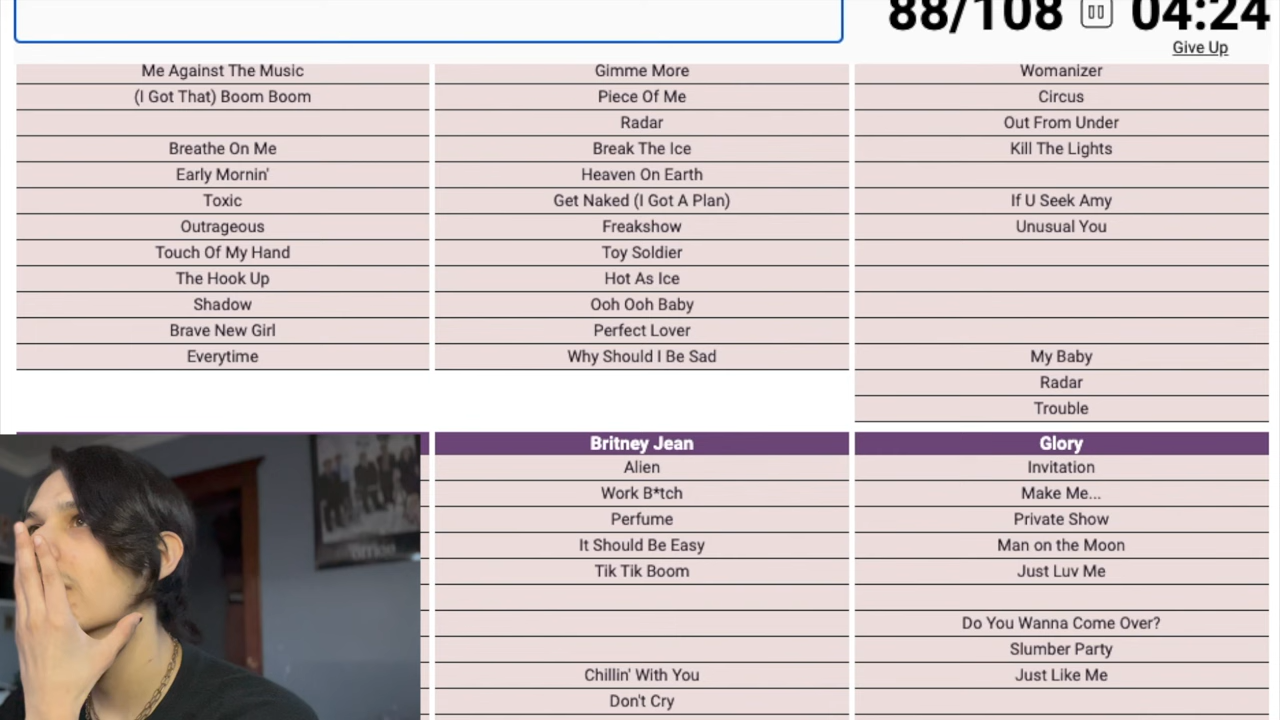 88/108 04:24
Give Up
Me Against The Music Gimme More Womanizer
(I Got That) Boom Boom Piece Of Me Circus
Radar Out From Under
Breathe On Me Break The Ice Kill The Lights
Early Mornin' Heaven On Earth
Toxic Get Naked (I Got A Plan) If U Seek Amy
Outrageous Freakshow Unusual You
Touch Of My Hand Toy Soldier
The Hook Up Hot As Ice
Shadow Ooh Ooh Baby
Brave New Girl Perfect Lover
Everytime Why Should I Be Sad My Baby
Radar
Trouble
Britney Jean Glory
Alien Invitation
Work B*tch Make Me...
Perfume Private Show
It Should Be Easy Man on the Moon
Tik Tik Boom Just Luv Me
Do You Wanna Come Over?
Slumber Party
Chillin' With You Just Like Me
Don't Cry